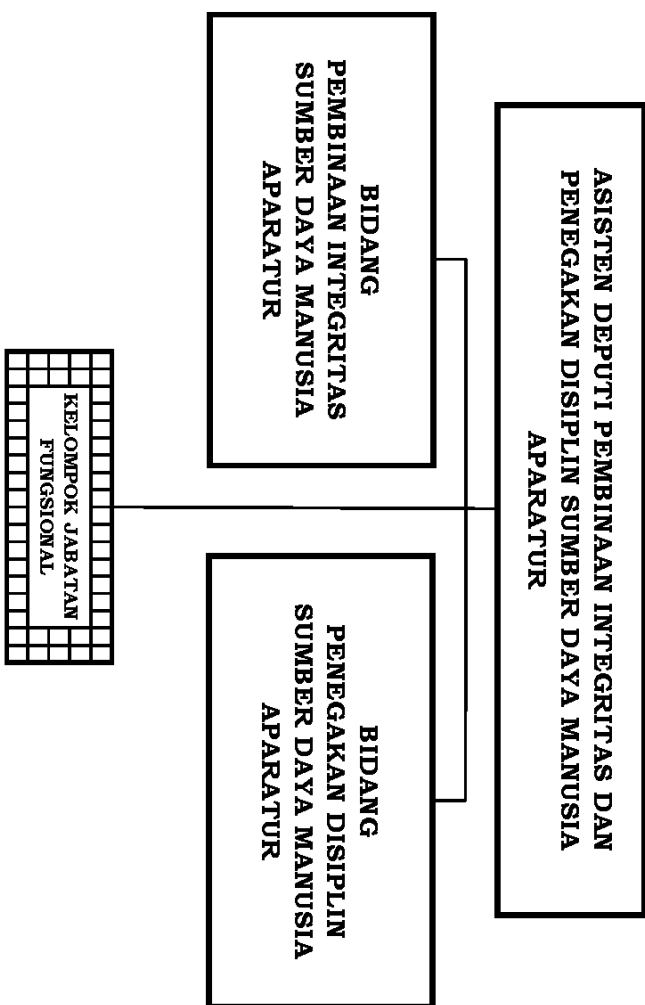 ASISTEN DEPUTI PEMBINAAN INTEGRITAS DAN
PENEGAKAN DISIPLIN SUMBER DAYA MANUSIA
APARATUR
BIDANG
PEMBINAAN INTEGRITAS
SUMBER DAYA MANUSIA
APARATUR
BIDANG
PENEGAKAN DISIPLIN
SUMBER DAYA MANUSIA
APARATUR
KELOMPOK JABATAN
FUNGSIONAL